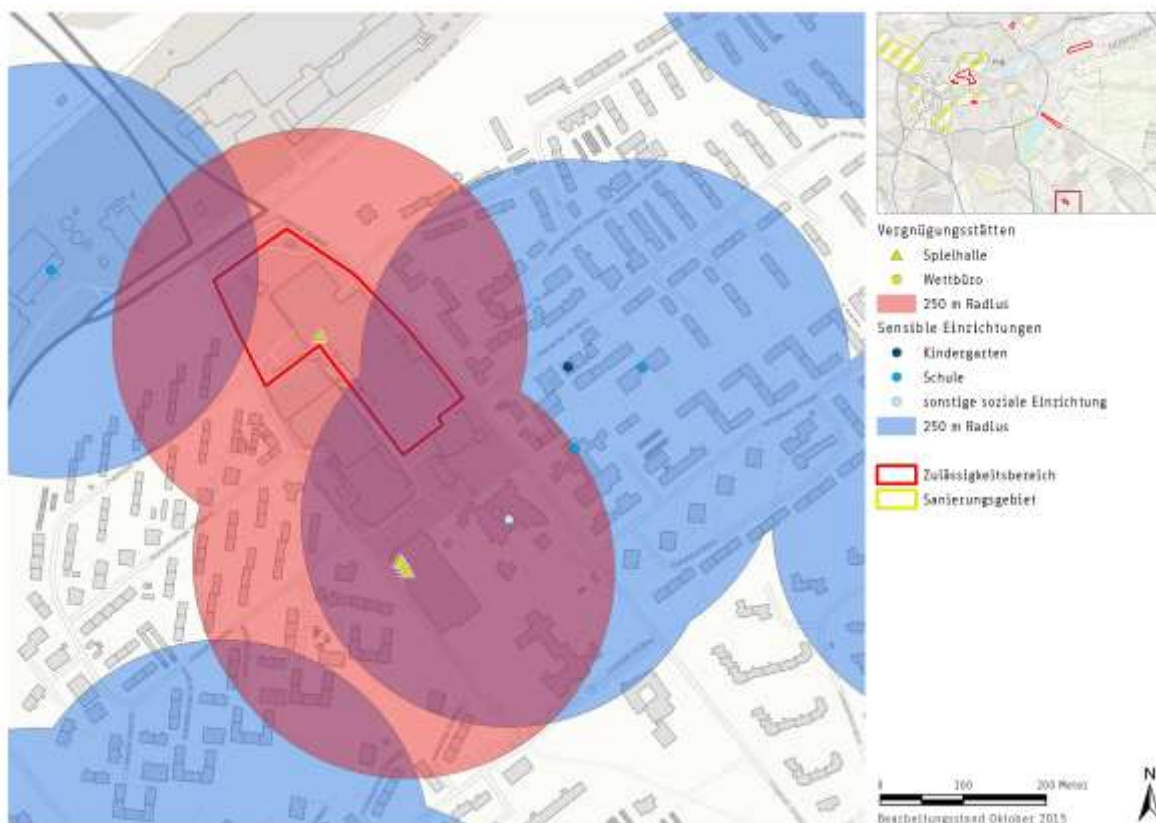 Vergnügungsstätten
Spielhalle
Wettbüro
250 m Radius
Sensible Einrichtungen
Kindergarten
Schule
sonstige soziale Einrichtung
250 m Radius
Zulässigkeitsbereich
Sanierungsgebiet
0 100 200 Meter
Bearbeitungsstand Oktober 2015
N